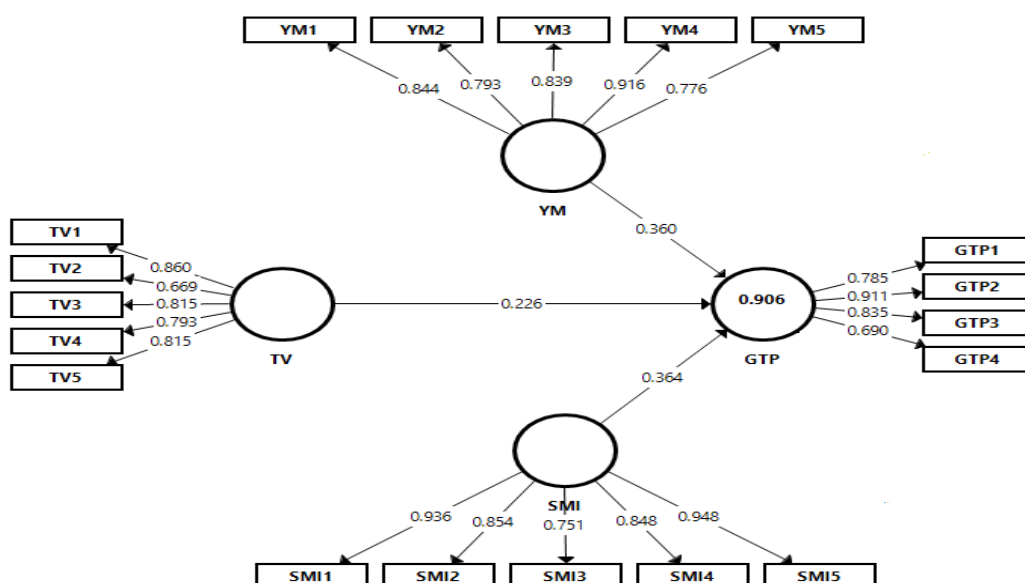 YM1 YM2 YM3 YM4 YM5
0.844 0.793 0.839 0.916 0.776
YM
0.360
TV1
TV2
TV3
TV4
TV5
0.860
0.669
0.815
0.793
0.815
TV
0.226
0.906
GTP
0.785
0.911
0.835
0.690
GTP1
GTP2
GTP3
GTP4
0.364
SMI
0.936 0.854 0.751 0.848 0.948
SMI1 SMI2 SMI3 SMI4 SMI5